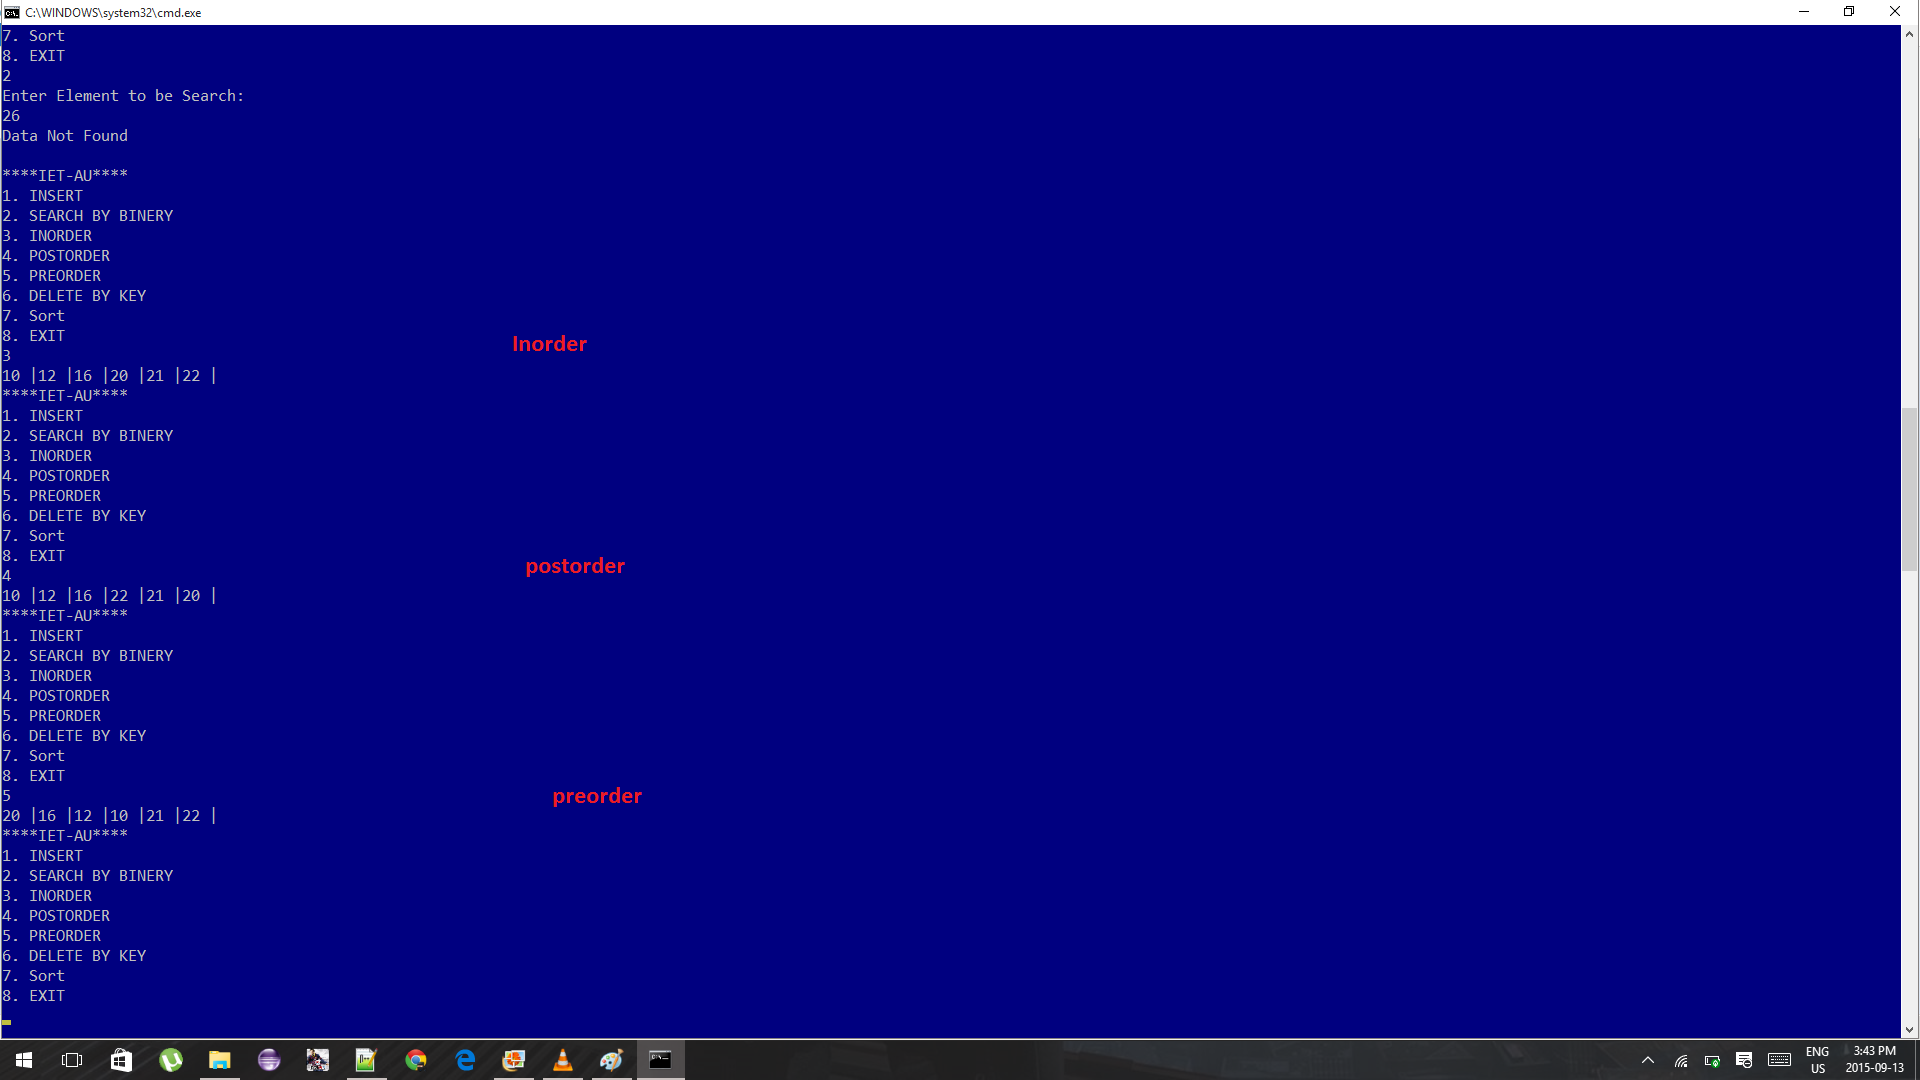 C:\WINDOWS\system32\cmd.exe
7. Sort
8. EXIT
2
Enter Element to be Search:
26
Data Not Found
****IET-AU****
1. INSERT
2. SEARCH BY BINERY
3. INORDER
4. POSTORDER
5. PREORDER
6. DELETE BY KEY
7. Sort
8. EXIT
Inorder
3
10 |12 |16 |20 |21 |22 |
****IET-AU****
1. INSERT
2. SEARCH BY BINERY
3. INORDER
4. POSTORDER
5. PREORDER
6. DELETE BY KEY
7. Sort
8. EXIT
postorder
4
10 |12 |16 |22 |21 |20 |
****IET-AU****
1. INSERT
2. SEARCH BY BINERY
3. INORDER
4. POSTORDER
5. PREORDER
6. DELETE BY KEY
7. Sort
8. EXIT
preorder
5
20 |16 |12 |10 |21 |22 |
****IET-AU****
1. INSERT
2. SEARCH BY BINERY
3. INORDER
4. POSTORDER
5. PREORDER
6. DELETE BY KEY
7. Sort
8. EXIT
ENG
US
3:43 PM
2015-09-13